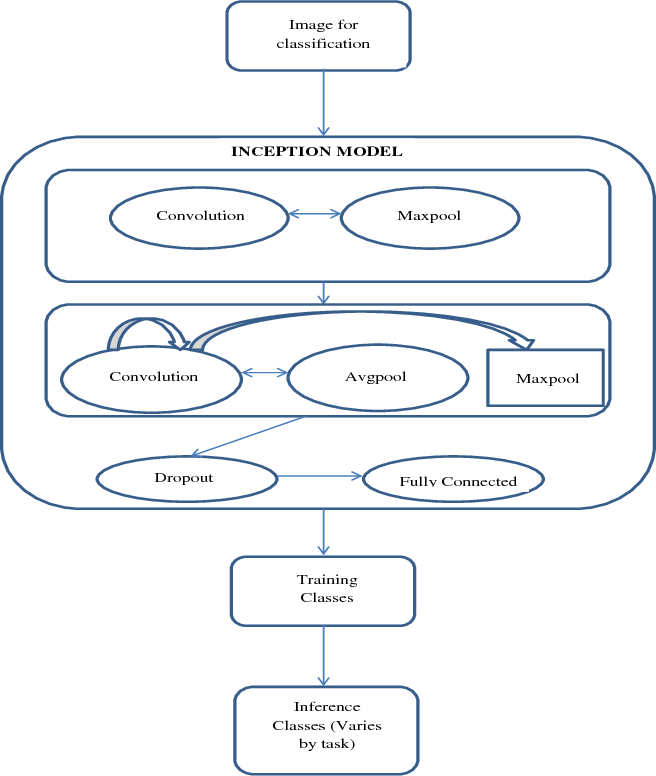 Image for
classification
INCEPTION MODEL
Convolution
Maxpool
Convolution
Avgpool
Maxpool
Dropout
Fully Connected
Training
Classes
Inference
Classes (Varies
by task)